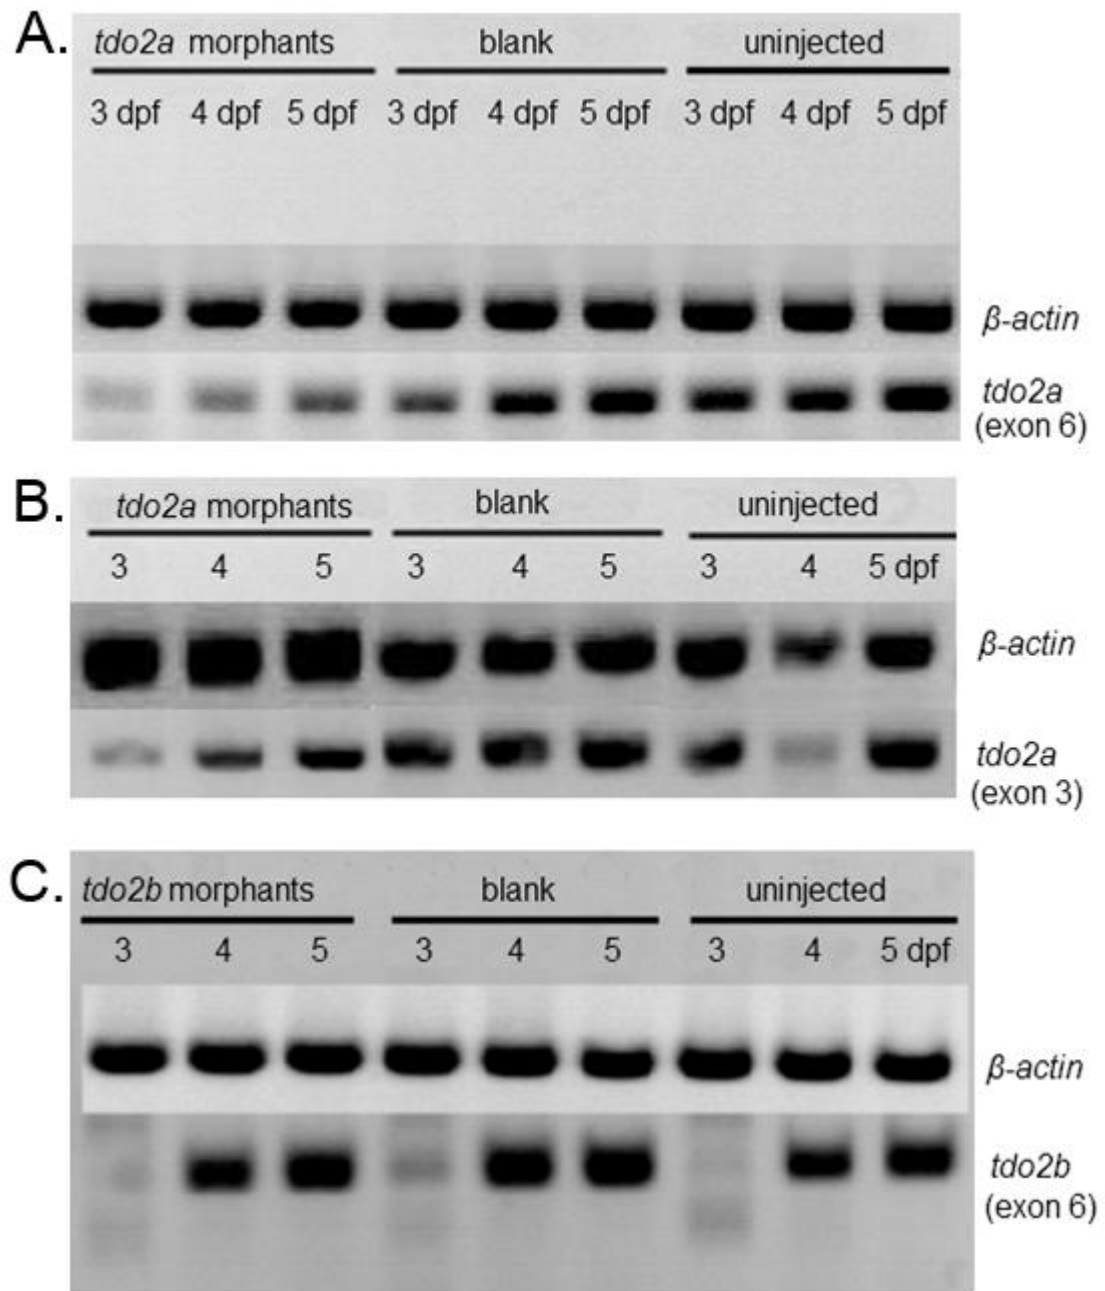 A.
tdo2a morphants blank uninjected
3 dpf 4 dpf 5 dpf 3 dpf 4 dpf 5 dpf 3 dpf 4 dpf 5 dpf
β-actin
tdo2a
(exon 6)
B.
tdo2a morphants blank uninjected
3 4 5 3 4 5 3 4 5 dpf
β-actin
tdo2a
(exon 3)
C.
tdo2b morphants blank uninjected
3 4 5 3 4 5 3 4 5 dpf
β-actin
tdo2b
(exon 6)